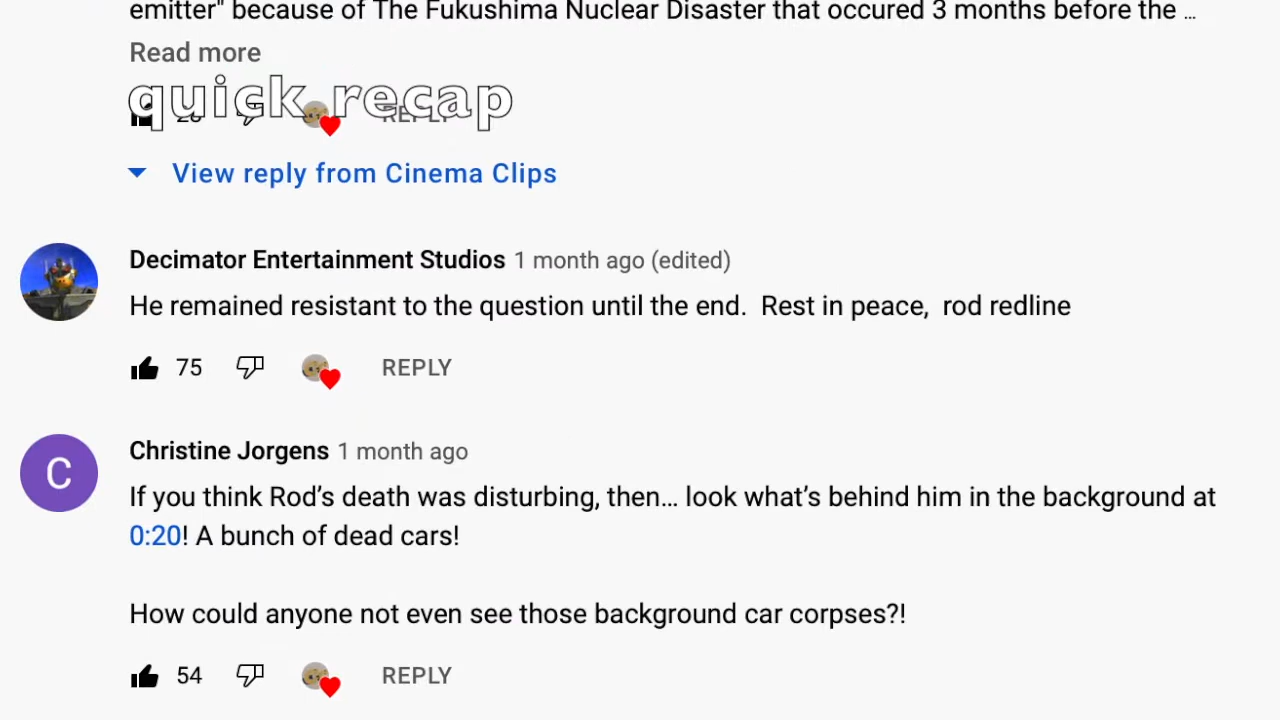 emitter" because of The Fukushima Nuclear Disaster that occured 3 months before the ...
Read more
quick recap
REPLY
View reply from Cinema Clips
Decimator Entertainment Studios 1 month ago (edited)
He remained resistant to the question until the end.  Rest in peace,  rod redline
75 REPLY
C
Christine Jorgens 1 month ago
If you think Rod's death was disturbing, then... look what's behind him in the background at
0:20! A bunch of dead cars!
How could anyone not even see those background car corpses?!
54 REPLY